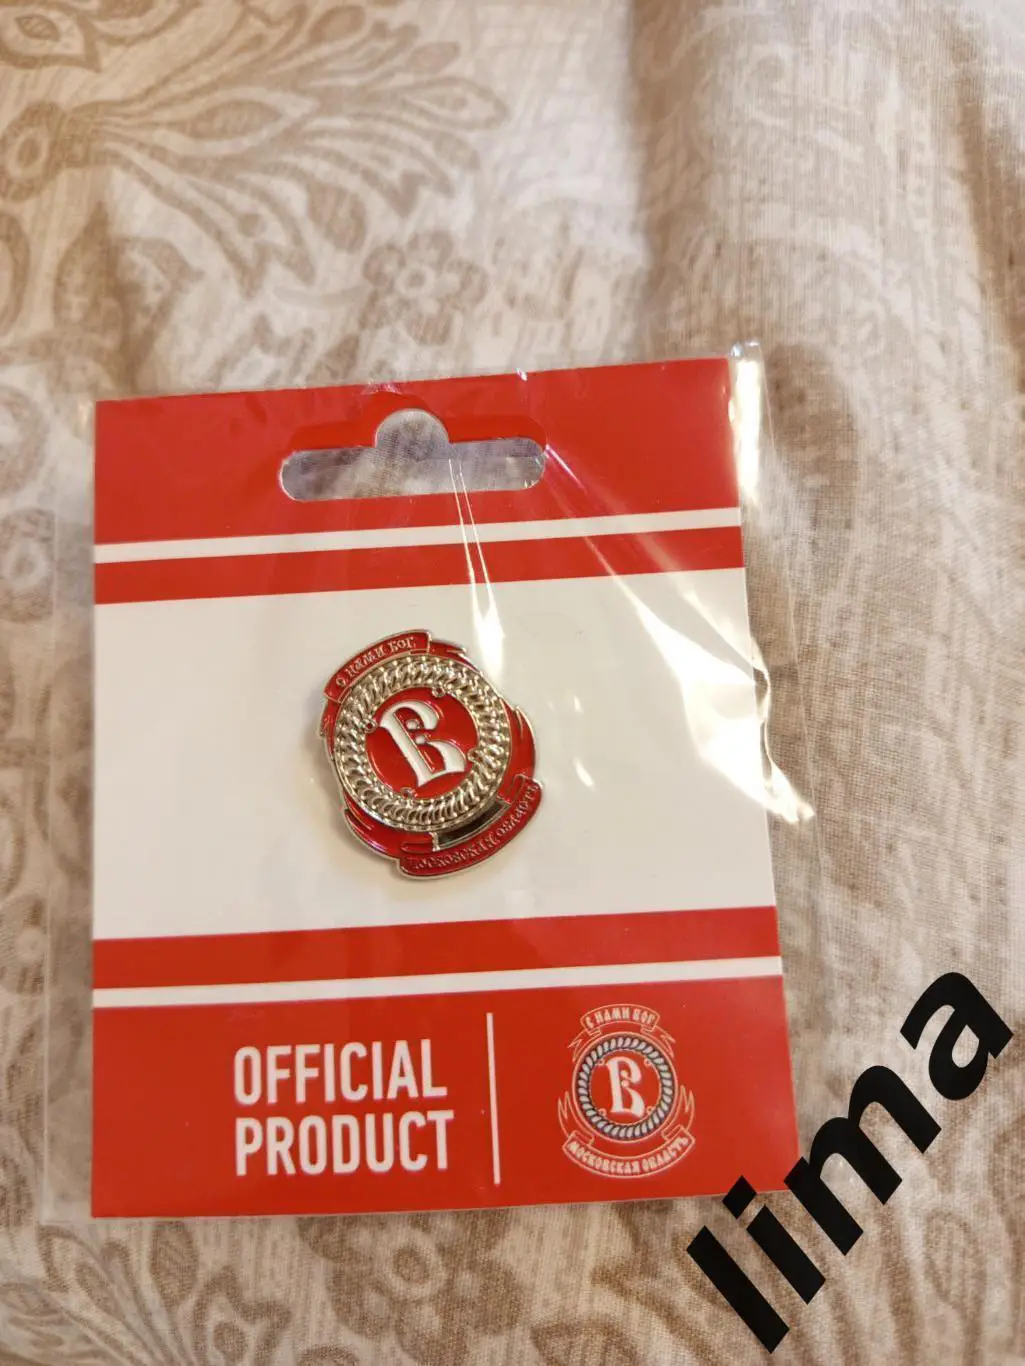 С НАМИ БОГ
В
МОСКОВСКАЯ ОБЛАСТЬ
OFFICIAL
PRODUCT
С НАМИ БОГ
В
МОСКОВСКАЯ ОБЛАСТЬ
lima